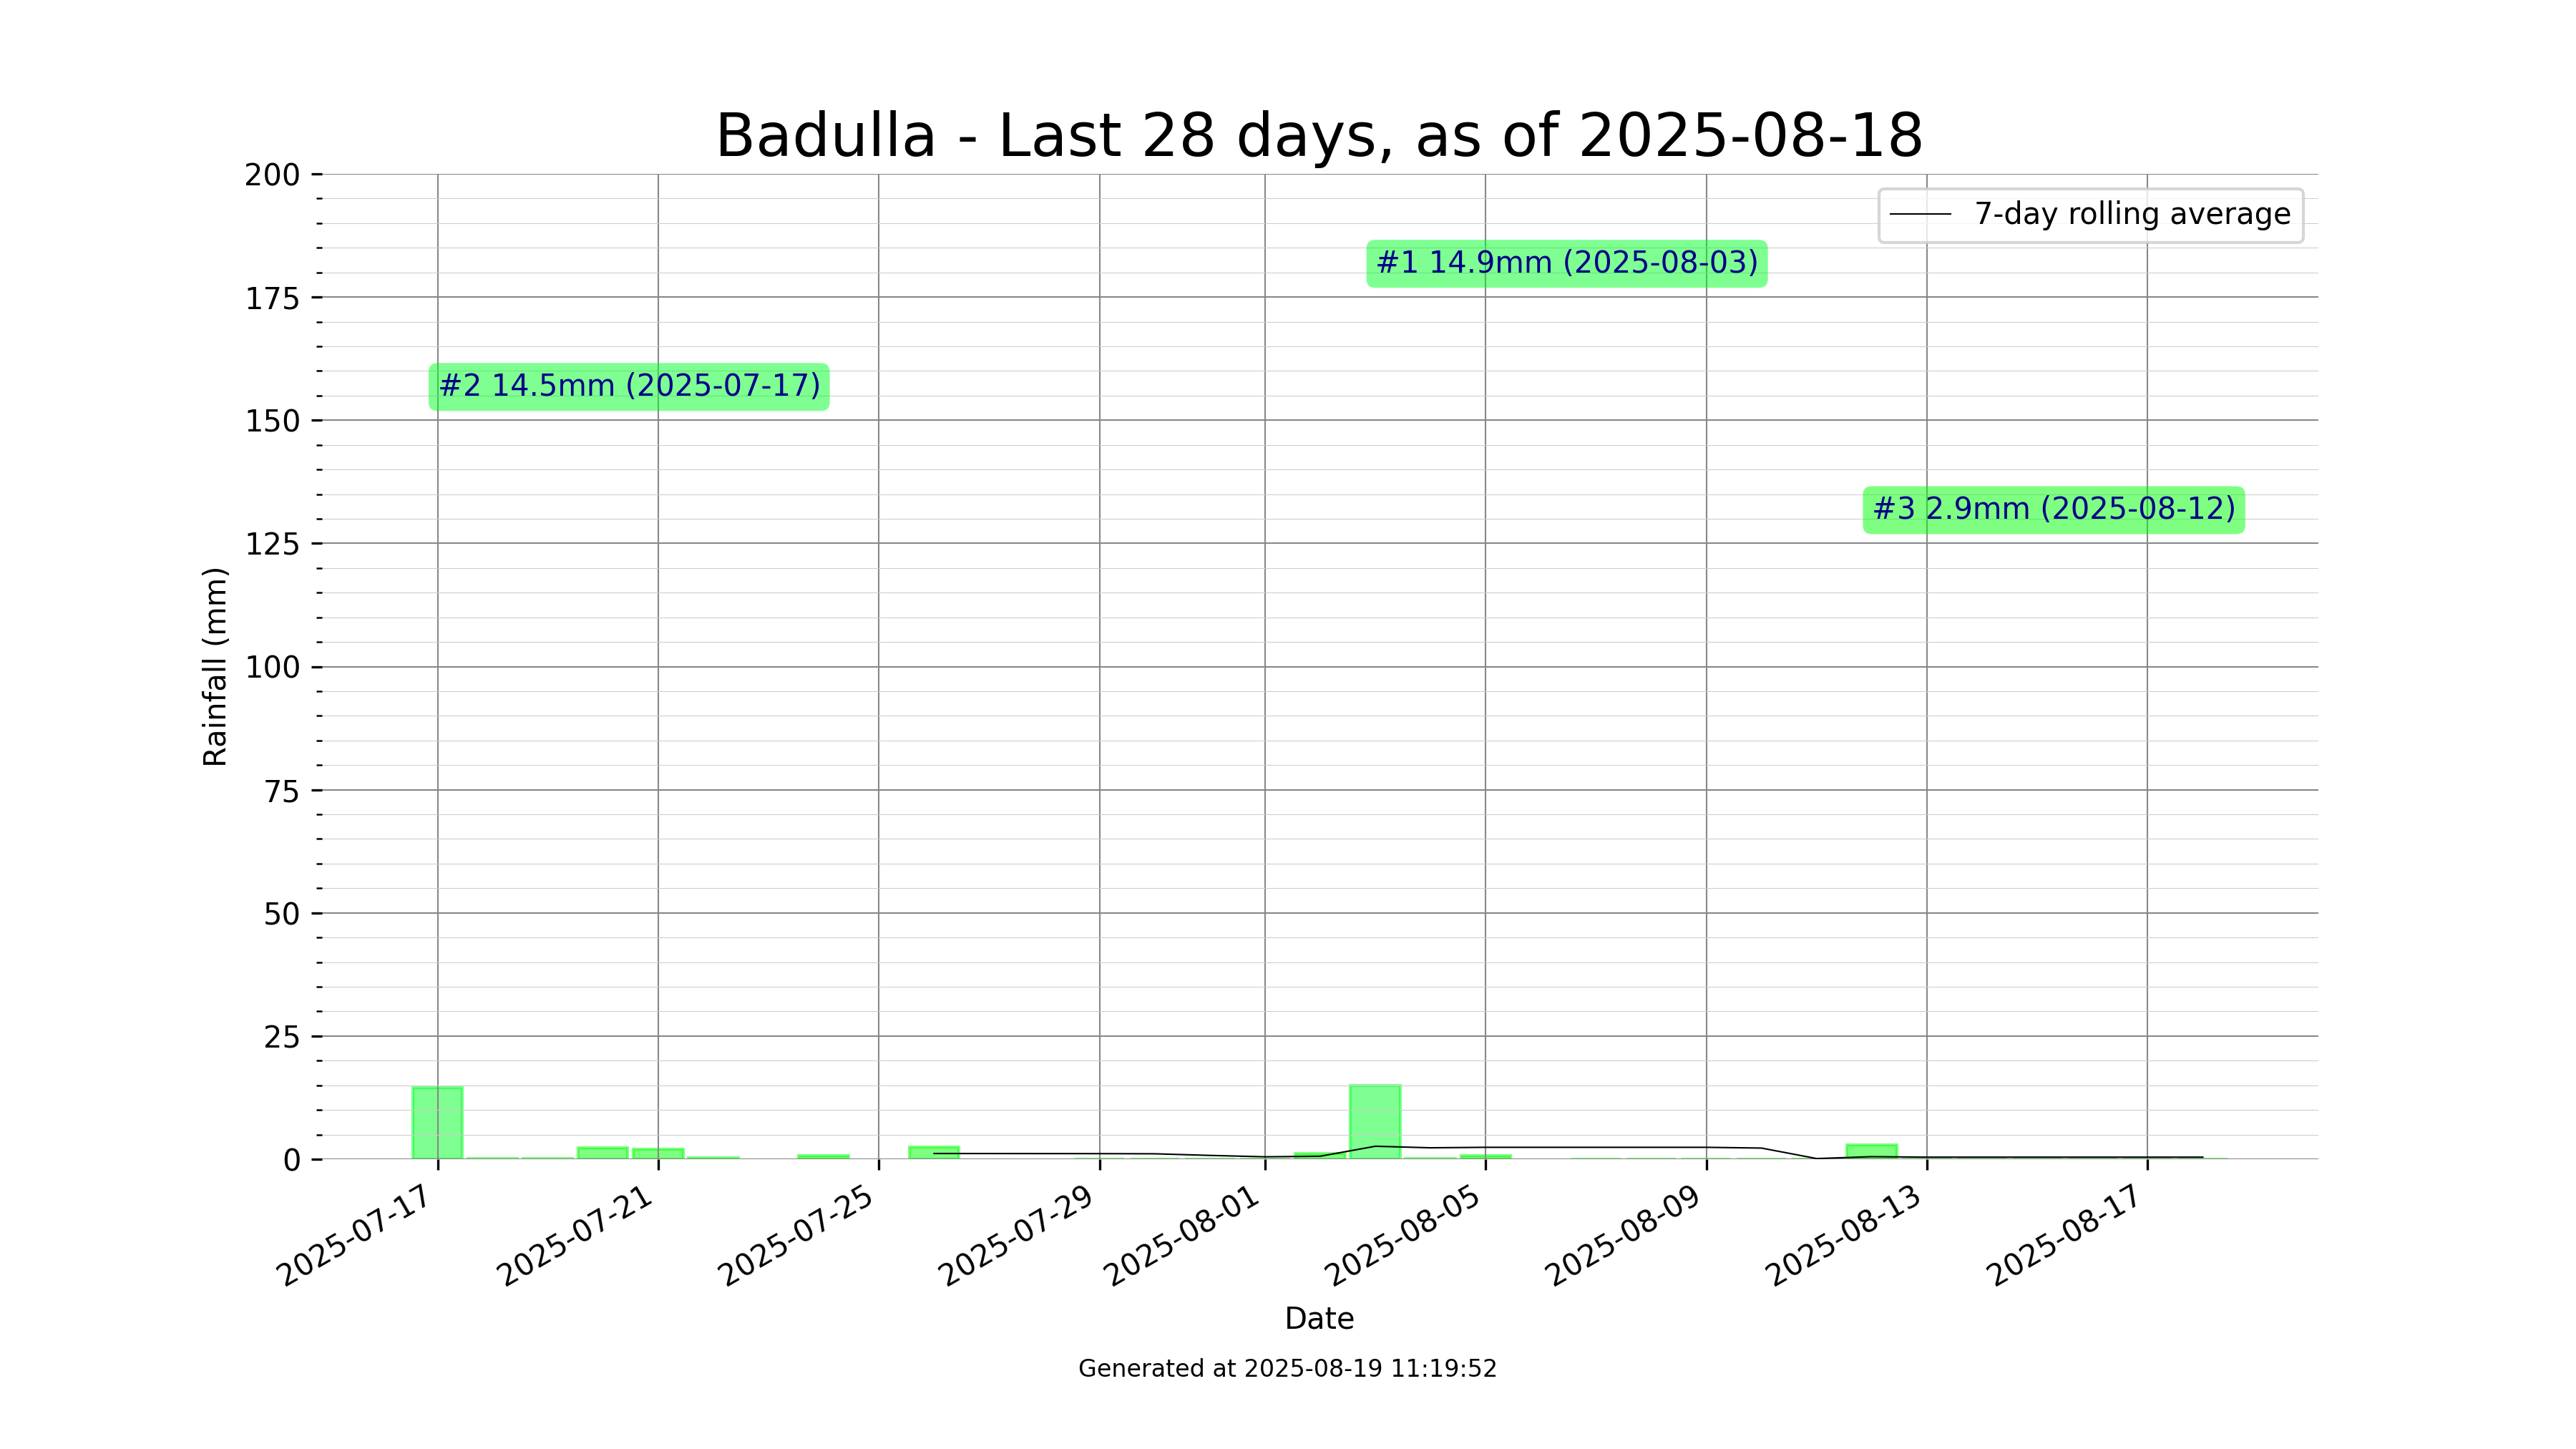 Badulla - Last 28 days, as of 2025-08-18
200
175
150
125
100
75
50
25
0
Rainfall (mm)
7-day rolling average
#1 14.9mm (2025-08-03)
#2 14.5mm (2025-07-17)
#3 2.9mm (2025-08-12)
2025-07-17
2025-07-21
2025-07-25
2025-07-29
2025-08-01
2025-08-05
2025-08-09
2025-08-13
2025-08-17
Date
Generated at 2025-08-19 11:19:52